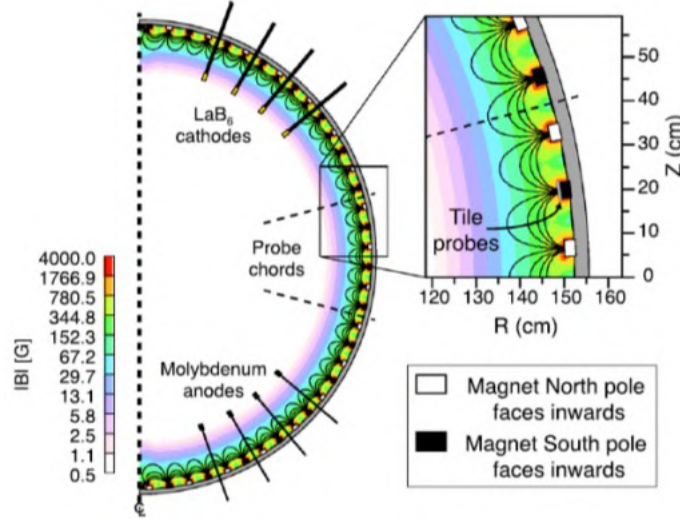 LaB6
cathodes
Probe
chords
Molybdenum
anodes
|B| [G]
4000.0
1766.9
780.5
344.8
152.3
67.2
29.7
13.1
5.8
2.5
1.1
0.5
℄
Tile
probes
50
40
30
20
10
0
Z (cm)
120 130 140 150 160
R (cm)
Magnet North pole
faces inwards
Magnet South pole
faces inwards